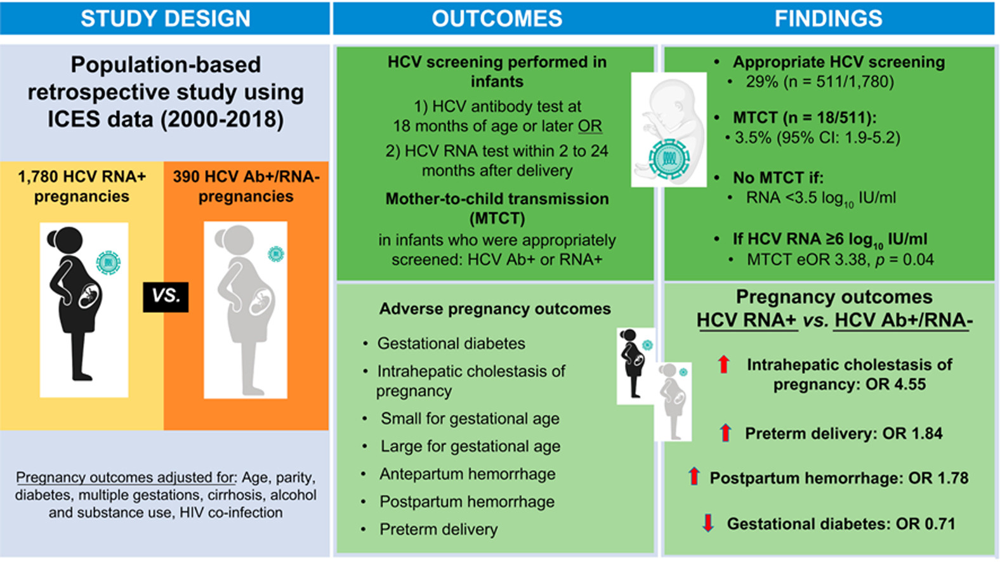 STUDY DESIGN
Population-based
retrospective study using
ICES data (2000-2018)
1,780 HCV RNA+
pregnancies
390 HCV Ab+/RNA-
pregnancies
VS.
Pregnancy outcomes adjusted for: Age, parity,
diabetes, multiple gestations, cirrhosis, alcohol
and substance use, HIV co-infection
OUTCOMES
HCV screening performed in
infants
1) HCV antibody test at
18 months of age or later OR
2) HCV RNA test within 2 to 24
months after delivery
Mother-to-child transmission
(MTCT)
in infants who were appropriately
screened: HCV Ab+ or RNA+
Adverse pregnancy outcomes
• Gestational diabetes
• Intrahepatic cholestasis of
pregnancy
• Small for gestational age
• Large for gestational age
• Antepartum hemorrhage
• Postpartum hemorrhage
• Preterm delivery
FINDINGS
• Appropriate HCV screening
• 29% (n = 511/1,780)
• MTCT (n = 18/511):
• 3.5% (95% CI: 1.9-5.2)
• No MTCT if:
• RNA <3.5 log10 IU/ml
• If HCV RNA ≥6 log10 IU/ml
• MTCT eOR 3.38, p = 0.04
Pregnancy outcomes
HCV RNA+ vs. HCV Ab+/RNA-
Intrahepatic cholestasis of
pregnancy: OR 4.55
Preterm delivery: OR 1.84
Postpartum hemorrhage: OR 1.78
Gestational diabetes: OR 0.71